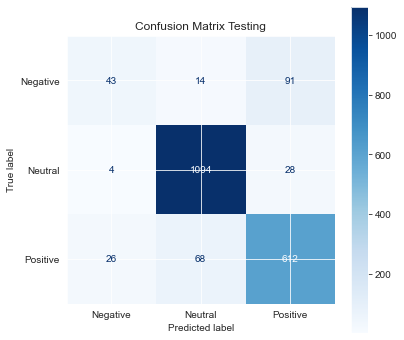 Confusion Matrix Testing
Negative 43 14 91
Neutral 4 1094 28
Positive 26 68 612
Negative Neutral Positive
True label
Predicted label
1000
800
600
400
200